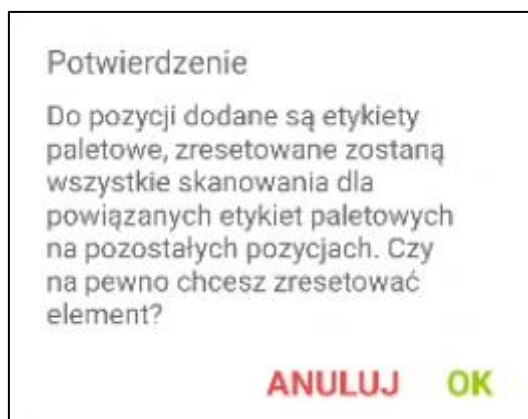 Potwierdzenie
Do pozycji dodane są etykiety
paletowe, zresetowane zostaną
wszystkie skanowania dla
powiązanych etykiet paletowych
na pozostałych pozycjach. Czy
na pewno chcesz zresetować
element?
ANULUJ OK